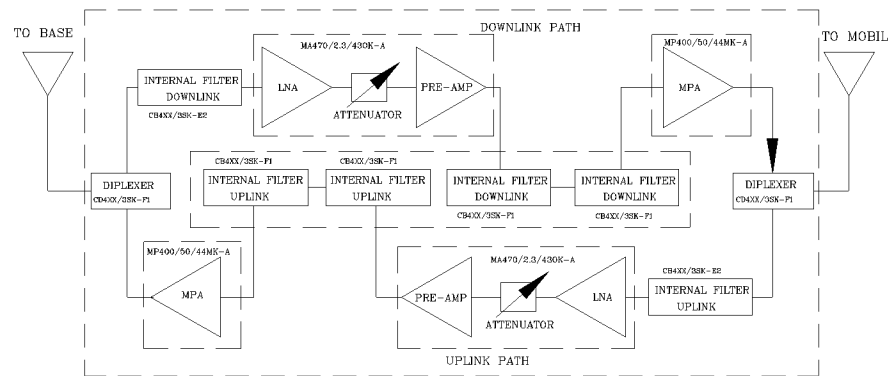 DOWNLINK PATH
TO BASE
TO MOBIL
MA470/2.3/430K-A
MP400/50/44MK-A
INTERNAL FILTER
DOWNLINK
CB4XX/3SK-E2
LNA
ATTENUATOR
PRE-AMP
MPA
CB4XX/3SK-F1
CB4XX/3SK-F1
INTERNAL FILTER
UPLINK
INTERNAL FILTER
UPLINK
INTERNAL FILTER
DOWNLINK
INTERNAL FILTER
DOWNLINK
CB4XX/3SK-F1
CB4XX/3SK-F1
DIPLEXER
CD4XX/3SK-F1
DIPLEXER
CD4XX/3SK-F1
MP400/50/44MK-A
MPA
MA470/2.3/430K-A
PRE-AMP
ATTENUATOR
LNA
CB4XX/3SK-E2
INTERNAL FILTER
UPLINK
UPLINK PATH